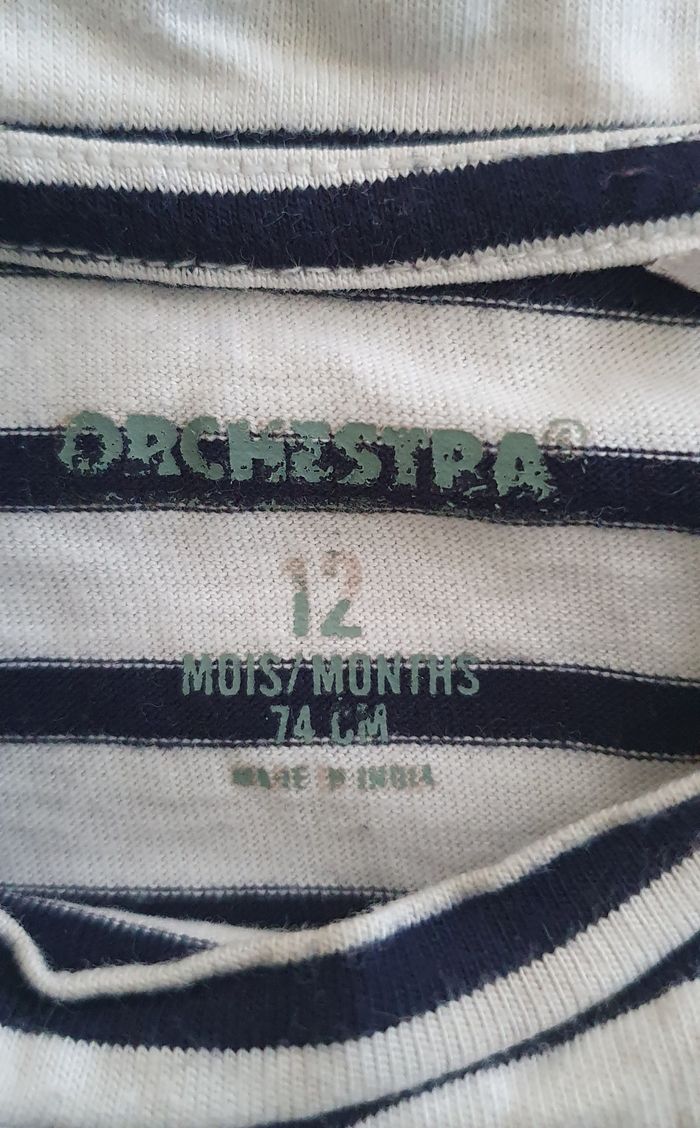 ORCHESTRA®
12
MOIS/MONTHS
74 CM
MADE IN INDIA